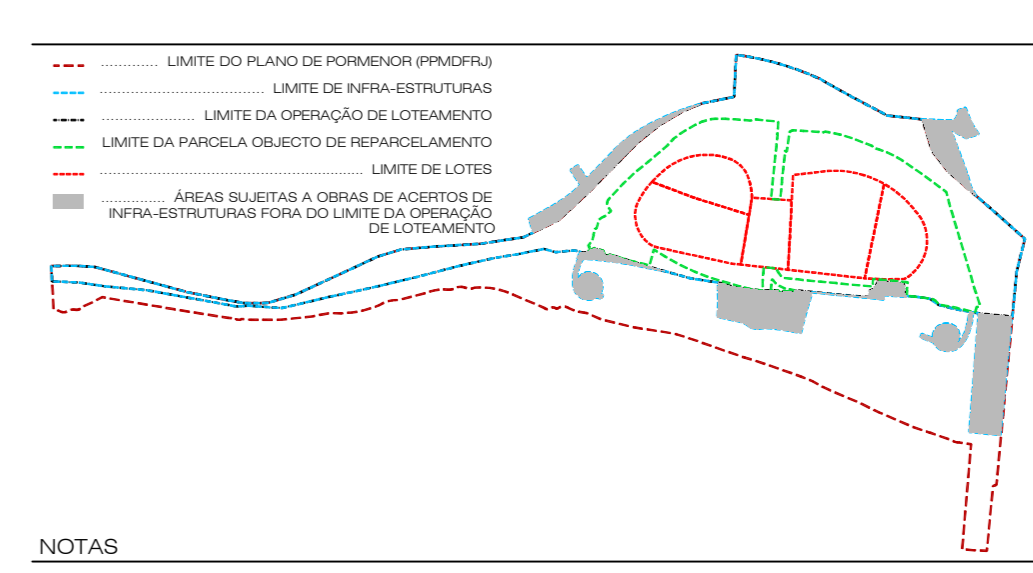 ............. LIMITE DO PLANO DE PORMENOR (PPMDFRJ)
..................................... LIMITE DE INFRA-ESTRUTURAS
..................... LIMITE DA OPERAÇÃO DE LOTEAMENTO
LIMITE DA PARCELA OBJECTO DE REPARCELAMENTO
............................................................ LIMITE DE LOTES
.............. ÁREAS SUJEITAS A OBRAS DE ACERTOS DE
INFRA-ESTRUTURAS FORA DO LIMITE DA OPERAÇÃO
DE LOTEAMENTO
NOTAS